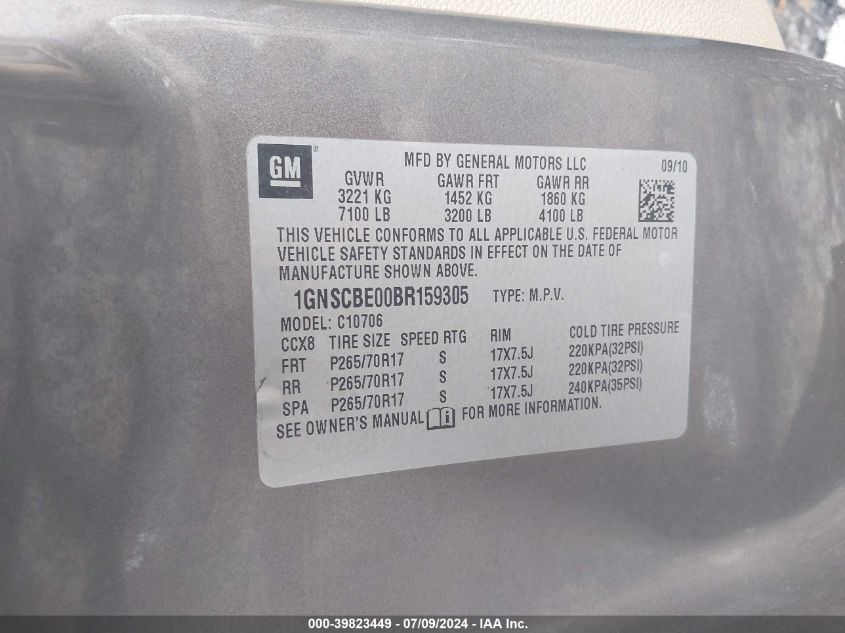 GM ® MFD BY GENERAL MOTORS LLC 09/10
GVWR GAWR FRT GAWR RR
3221 KG 1452 KG 1860 KG
7100 LB 3200 LB 4100 LB
THIS VEHICLE CONFORMS TO ALL APPLICABLE U.S. FEDERAL MOTOR
VEHICLE SAFETY STANDARDS IN EFFECT ON THE DATE OF
MANUFACTURE SHOWN ABOVE.
1GNSCBE00BR159305 TYPE: M.P.V.
MODEL: C10706
CCX8 TIRE SIZE SPEED RTG RIM COLD TIRE PRESSURE
FRT P265/70R17 S 17X7.5J 220KPA(32PSI)
RR P265/70R17 S 17X7.5J 220KPA(32PSI)
SPA P265/70R17 S 17X7.5J 240KPA(35PSI)
SEE OWNER'S MANUAL i FOR MORE INFORMATION.
000-39823449 - 07/09/2024 - IAA Inc.